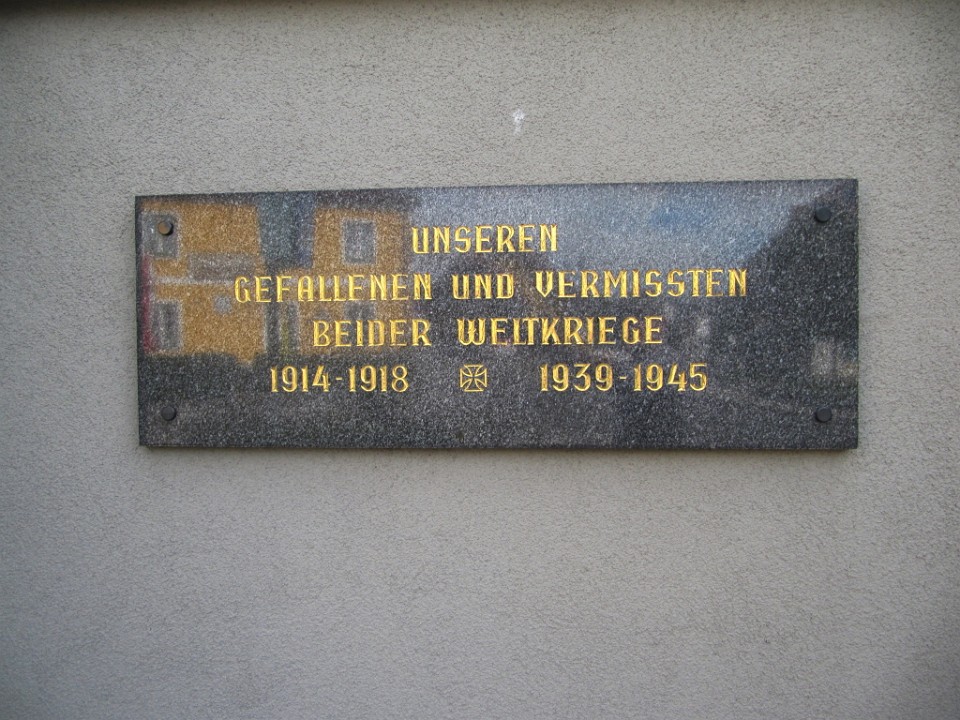 UNSEREN
GEFALLENEN UND VERMISSTEN
BEIDER WELTKRIEGE
1914-1918 1939-1945